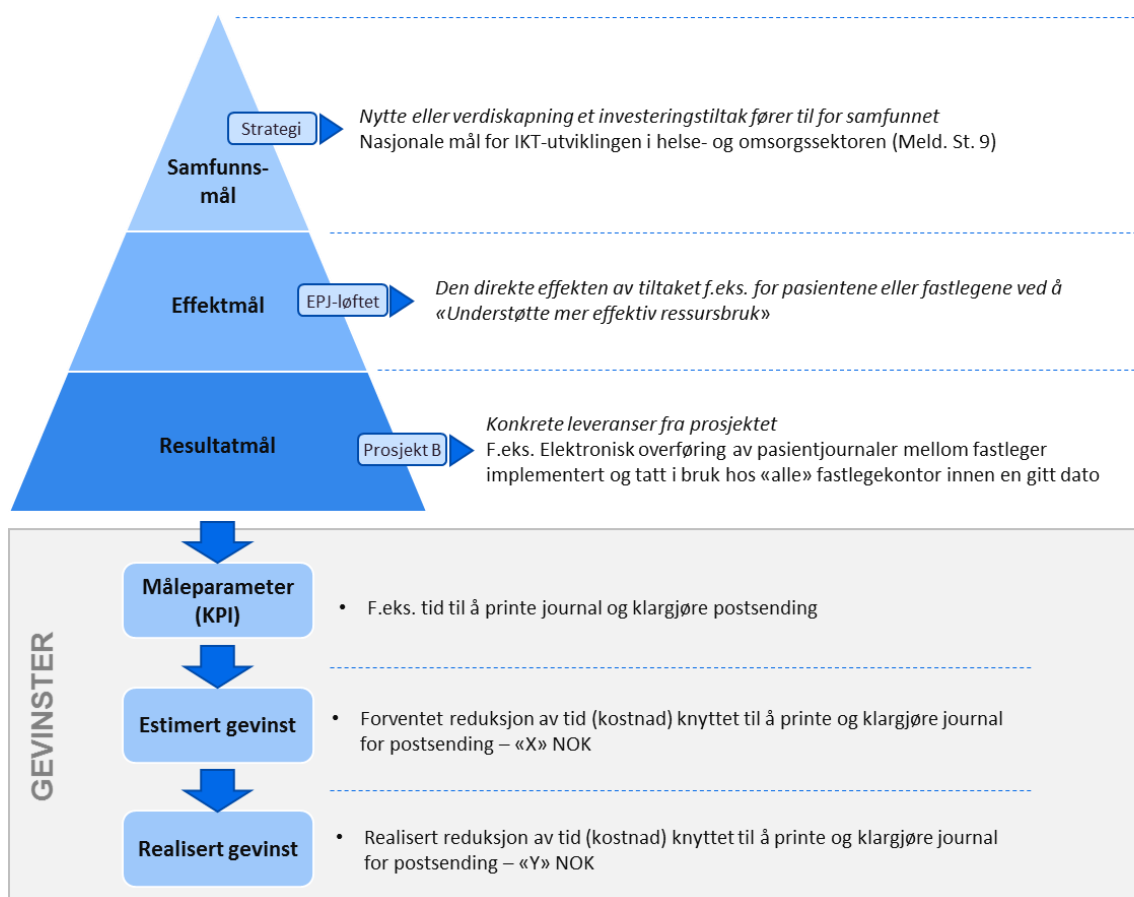 Strategi
Nytte eller verdiskapning et investeringstiltak fører til for samfunnet
Nasjonale mål for IKT-utviklingen i helse- og omsorgssektoren (Meld. St. 9)
Samfunns-
mål
Effektmål
EPJ-løftet
Den direkte effekten av tiltaket f.eks. for pasientene eller fastlegene ved å
«Understøtte mer effektiv ressursbruk»
Resultatmål
Prosjekt B
Konkrete leveranser fra prosjektet
F.eks. Elektronisk overføring av pasientjournaler mellom fastleger
implementert og tatt i bruk hos «alle» fastlegekontor innen en gitt dato
GEVINSTER
Måleparameter
(KPI)
• F.eks. tid til å printe journal og klargjøre postsending
Estimert gevinst
• Forventet reduksjon av tid (kostnad) knyttet til å printe og klargjøre journal
for postsending – «X» NOK
Realisert gevinst
• Realisert reduksjon av tid (kostnad) knyttet til å printe og klargjøre journal
for postsending – «Y» NOK